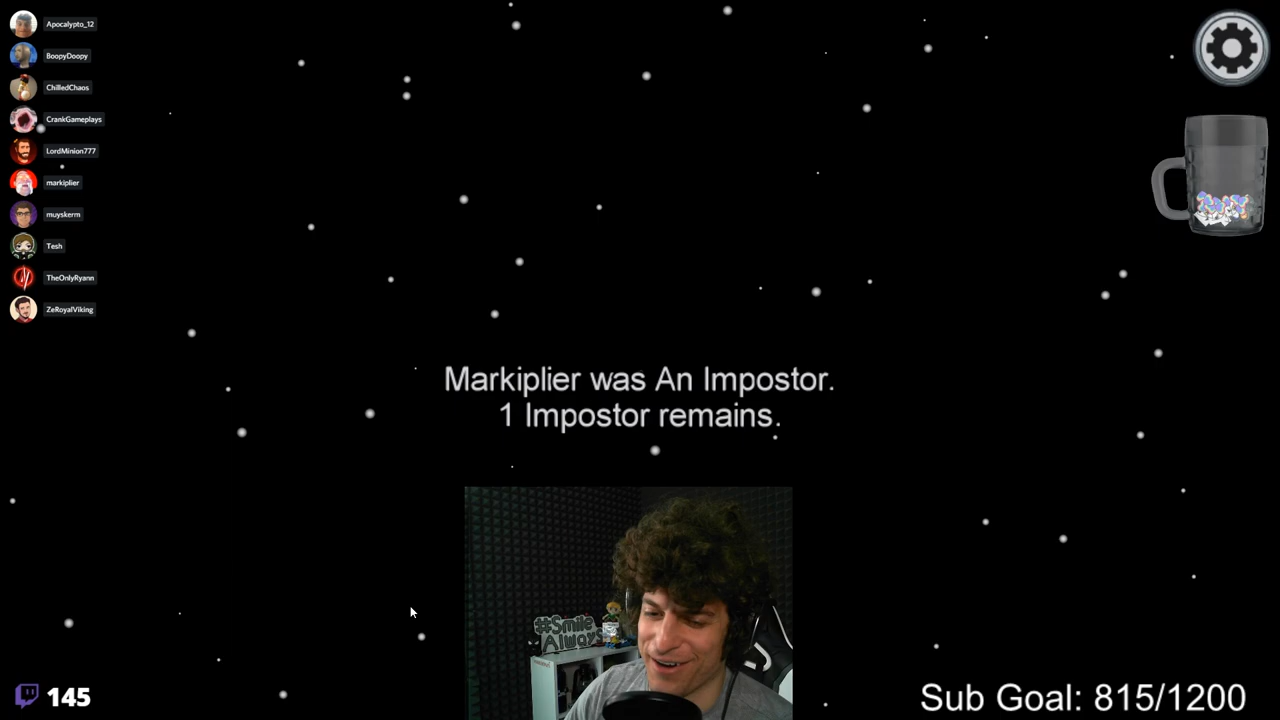 Apocalypto_12
BoopyDoopy
ChilledChaos
CrankGameplays
LordMinion777
markiplier
muyskerm
Tesh
TheOnlyRyann
ZeRoyalViking
Markiplier was An Impostor.
1 Impostor remains.
#Smile
Always
145
Sub Goal: 815/1200